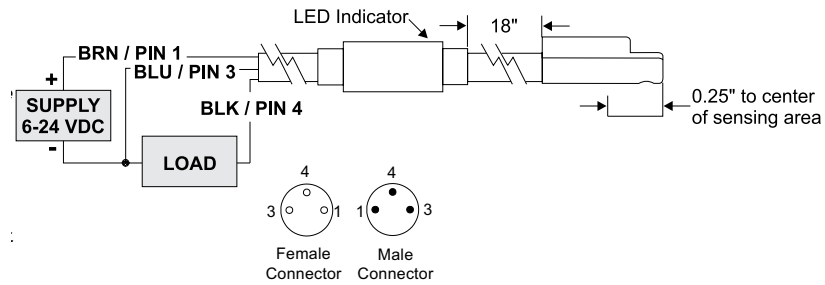 LED Indicator
18"
BRN / PIN 1
BLU / PIN 3
+
SUPPLY
6-24 VDC
-
BLK / PIN 4
LOAD
0.25" to center
of sensing area
4
3
1
Female
Connector
4
1
3
Male
Connector